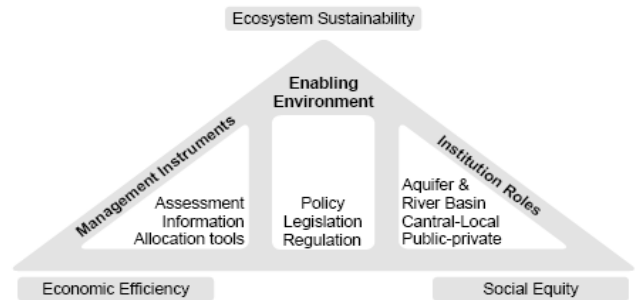 Ecosystem Sustainability
Enabling
Environment
Management Instruments
Institution Roles
Assessment
Information
Allocation tools
Policy
Legislation
Regulation
Aquifer &
River Basin
Cantral-Local
Public-private
Economic Efficiency
Social Equity